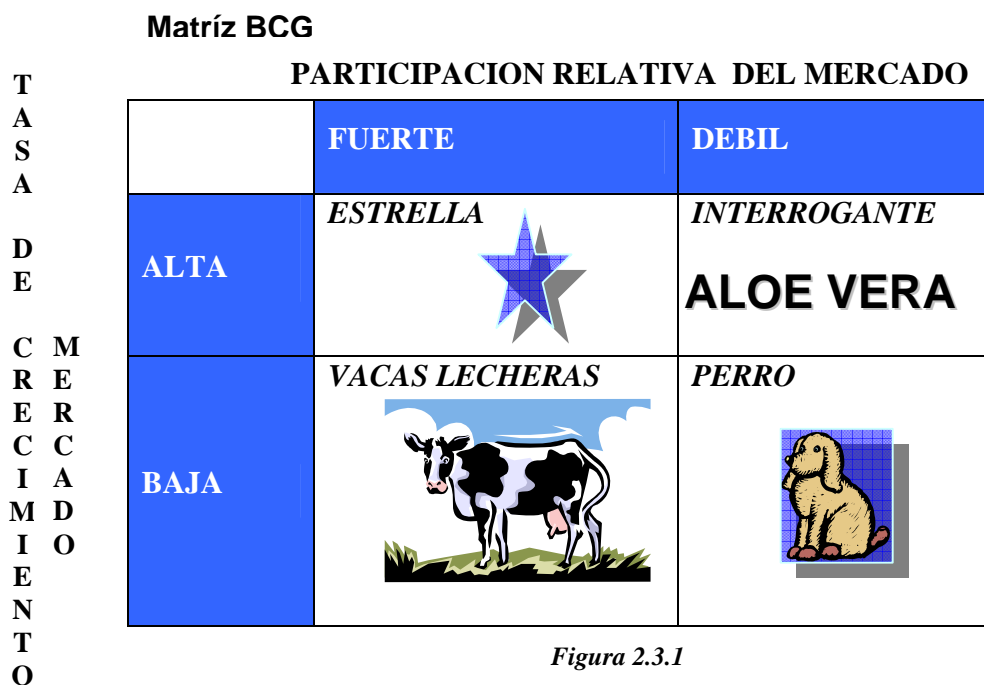 Matríz BCG
PARTICIPACION RELATIVA DEL MERCADO
TASA DE CRECIMIENTO
MERCADO
FUERTE
DEBIL
ALTA
ESTRELLA
INTERROGANTE
ALOE VERA
BAJA
VACAS LECHERAS
PERRO
Figura 2.3.1